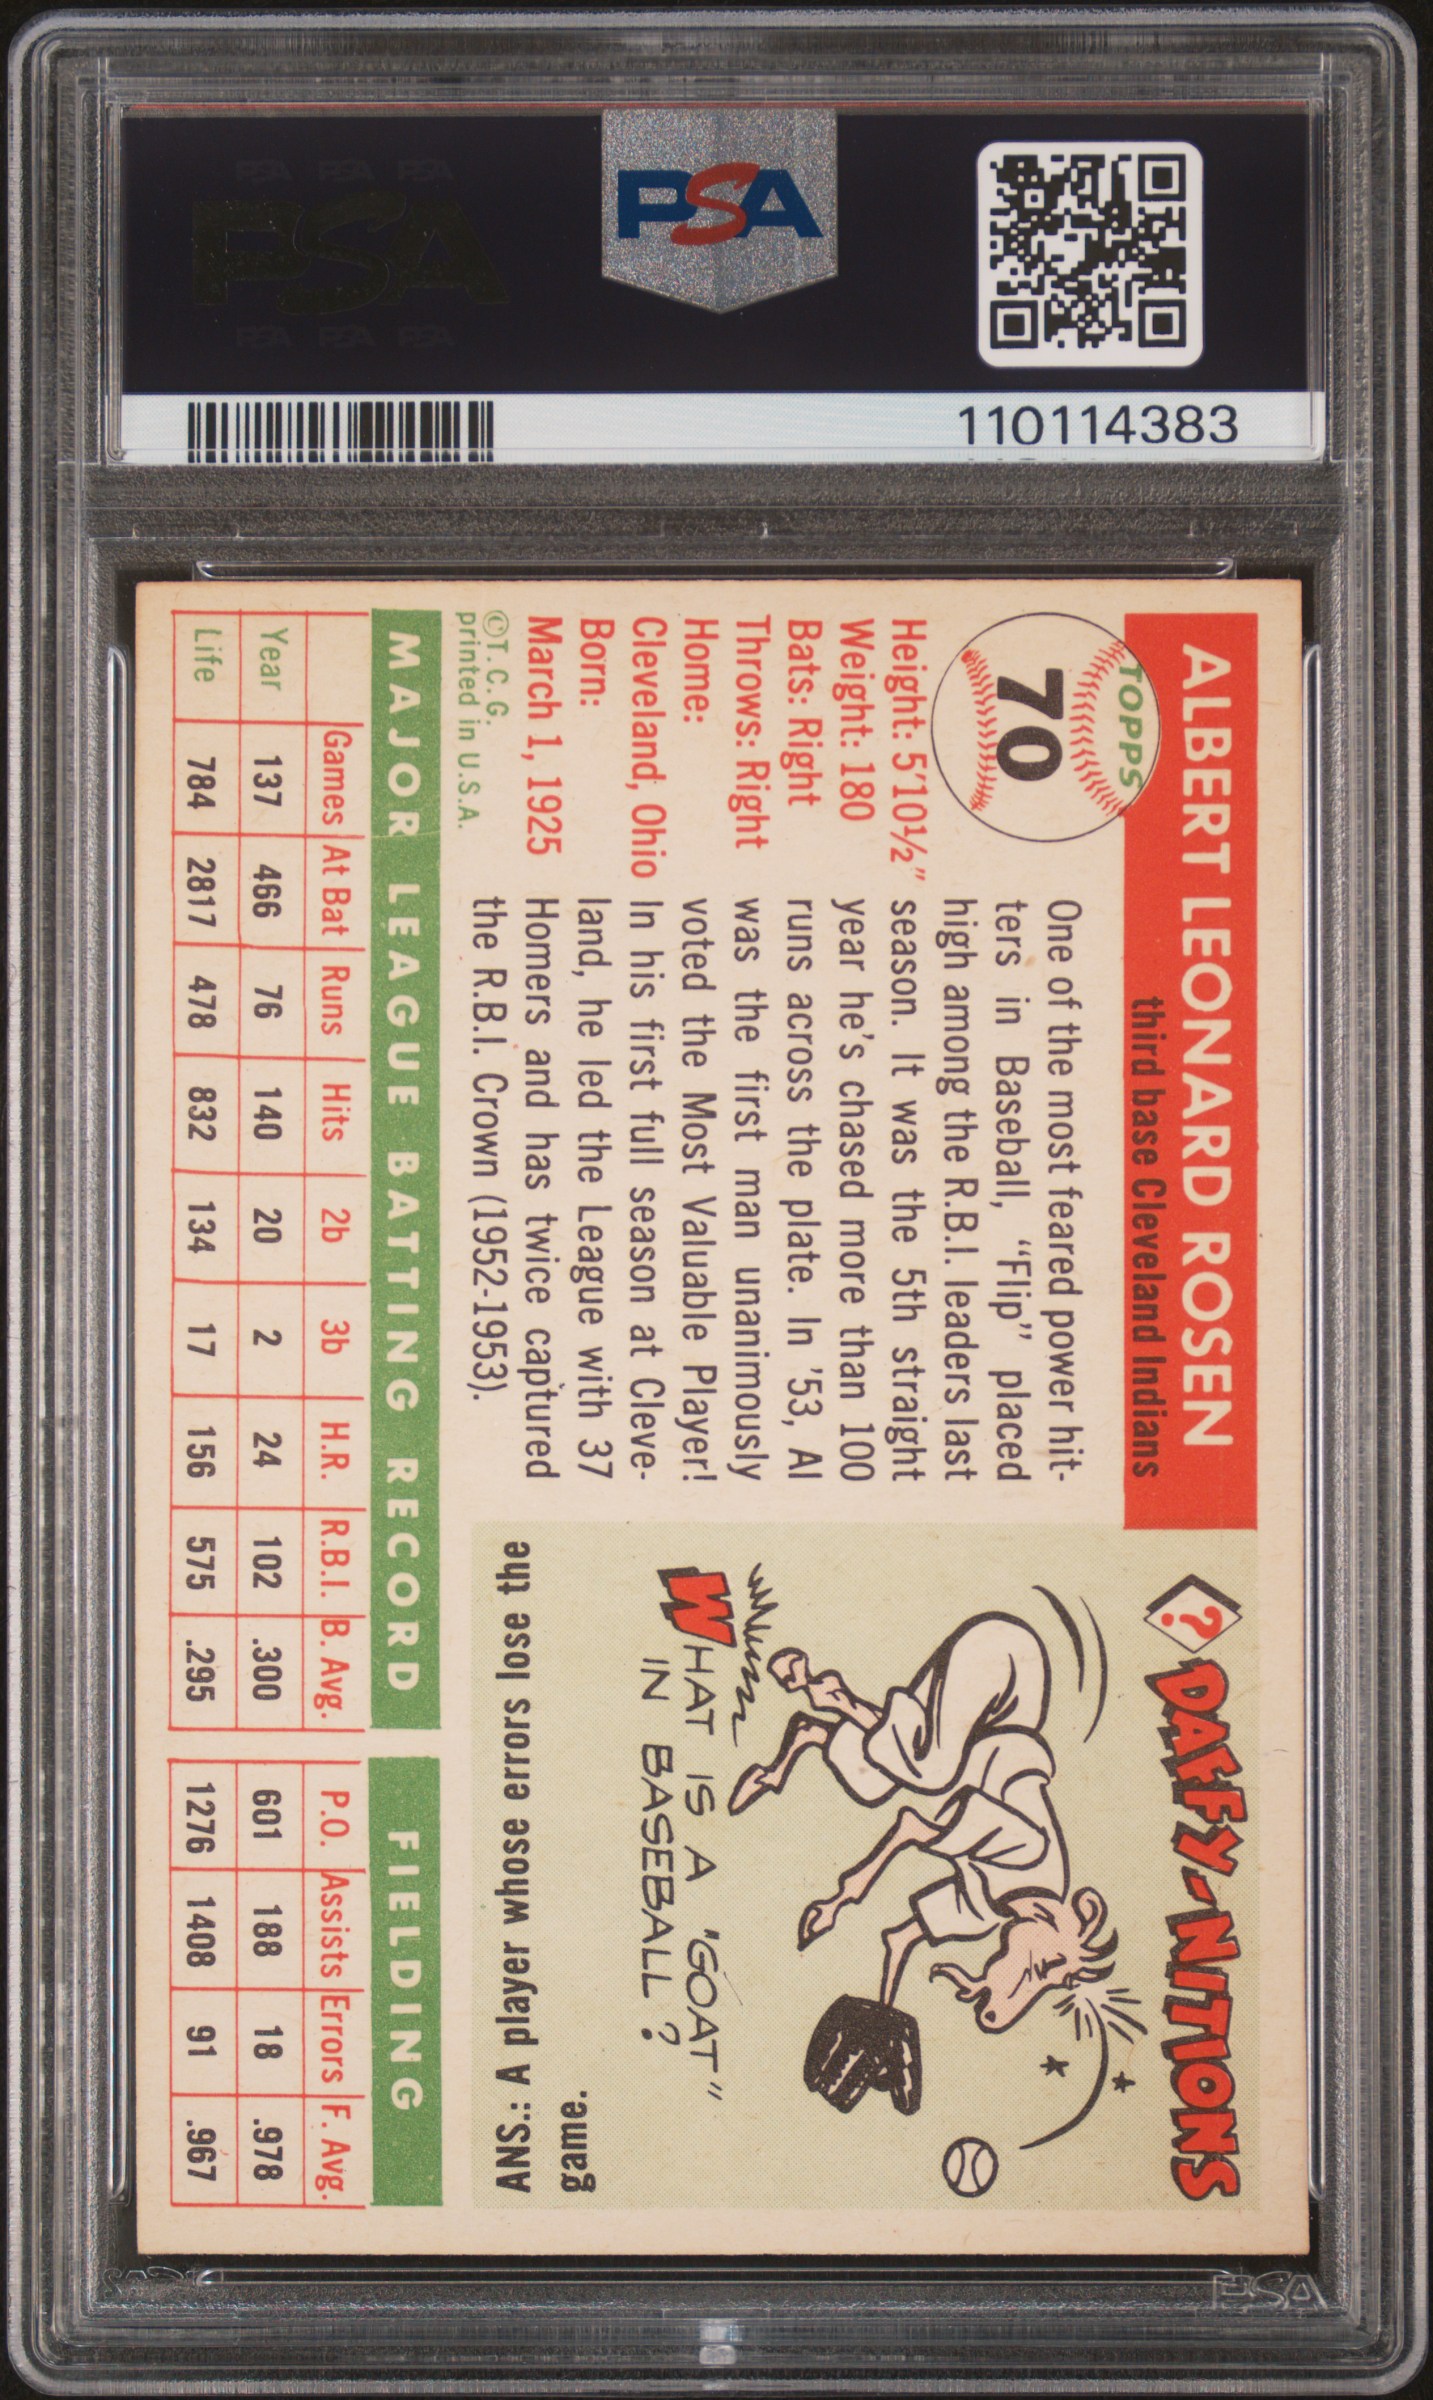 PSA PSA PSA
PSA
PSA PSA PSA
PSA
110114383
ALBERT LEONARD ROSEN
third base Cleveland Indians
TOPPS
70
Height: 5'10½"
Weight: 180
Bats: Right
Throws: Right
Home:
Cleveland, Ohio
Born:
March 1, 1925
©T.C.G.
printed in U.S.A.
One of the most feared power hit-
ters in Baseball, "Flip" placed
high among the R.B.I. leaders last
season. It was the 5th straight
year he's chased more than 100
runs across the plate. In '53, Al
was the first man unanimously
voted the Most Valuable Player!
In his first full season at Cleve-
land, he led the League with 37
Homers and has twice captured
the R.B.I. Crown (1952-1953).
? DAFFY-NITIONS
WHAT IS A "GOAT"
IN BASEBALL?
ANS.: A player whose errors lose the
game.
MAJOR LEAGUE BATTING RECORD FIELDING
Games At Bat Runs Hits 2b 3b H.R. R.B.I. B. Avg. P.O. Assists Errors F. Avg.
Year 137 466 76 140 20 2 24 102 .300 601 188 18 .978
Life 784 2817 478 832 134 17 156 575 .295 1276 1408 91 .967
PSA